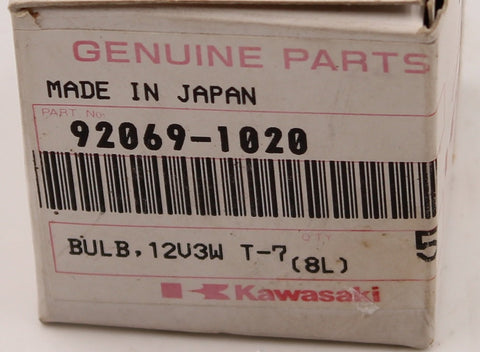 GENUINE PARTS
MADE IN JAPAN
PART No.
92069-1020
QTY
BULB,12V3W T-7(8L) 5
Kawasaki